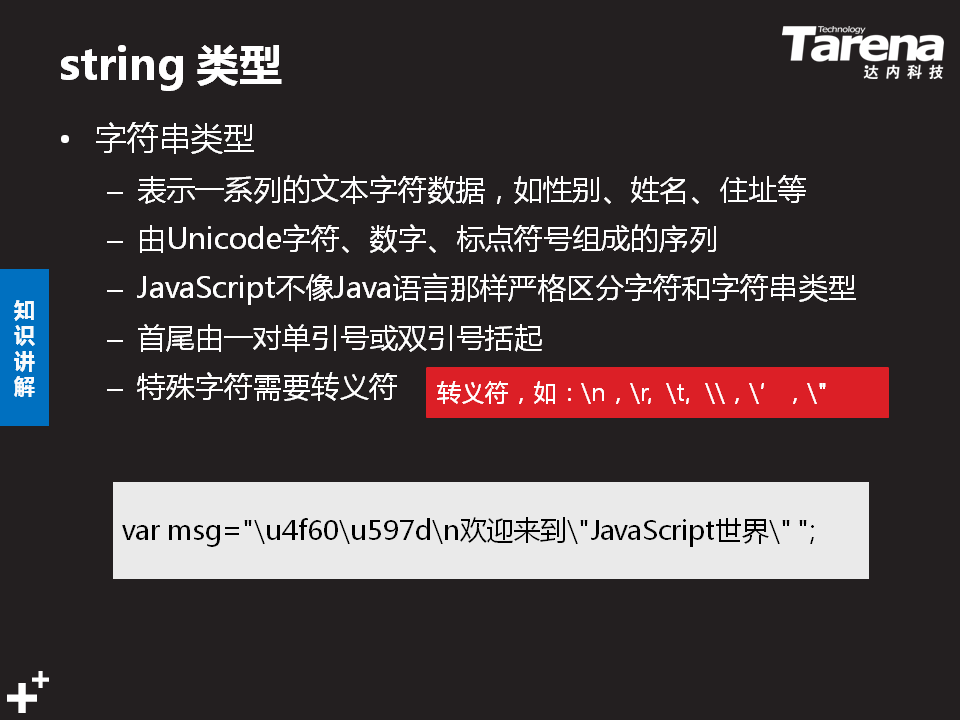 string 类型
Technology
Tarena
达内科技
• 字符串类型
– 表示一系列的文本字符数据，如性别、姓名、住址等
– 由Unicode字符、数字、标点符号组成的序列
– JavaScript不像Java语言那样严格区分字符和字符串类型
– 首尾由一对单引号或双引号括起
– 特殊字符需要转义符
转义符，如：\n，\r, \t, \\，\’ ，\"
知识讲解
var msg="\u4f60\u597d\n欢迎来到\"JavaScript世界\" ";